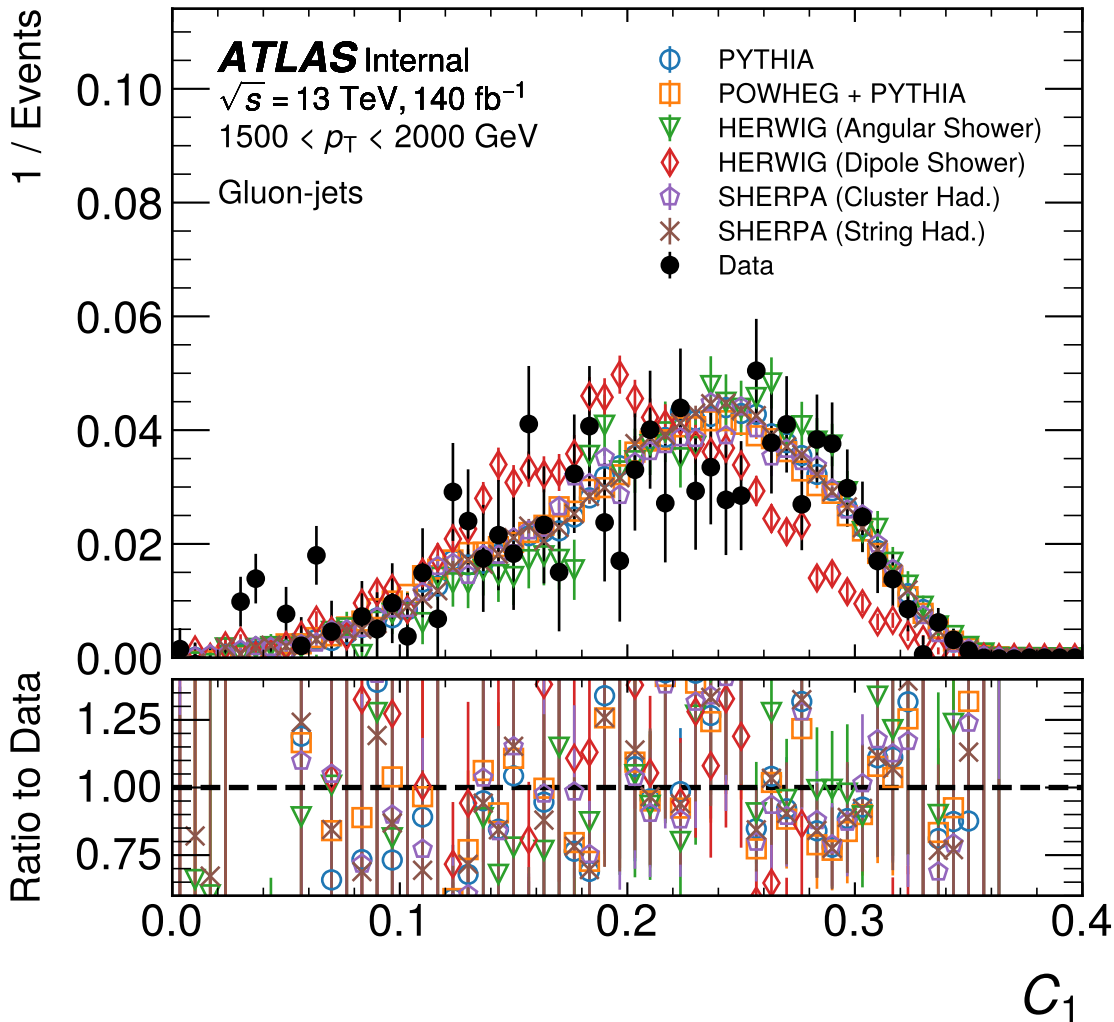 1 / Events
ATLAS Internal
√s = 13 TeV, 140 fb⁻¹
1500 < pT < 2000 GeV
Gluon-jets
PYTHIA
POWHEG + PYTHIA
HERWIG (Angular Shower)
HERWIG (Dipole Shower)
SHERPA (Cluster Had.)
SHERPA (String Had.)
Data
0.10
0.08
0.06
0.04
0.02
0.00
Ratio to Data
1.25
1.00
0.75
0.0 0.1 0.2 0.3 0.4
C₁